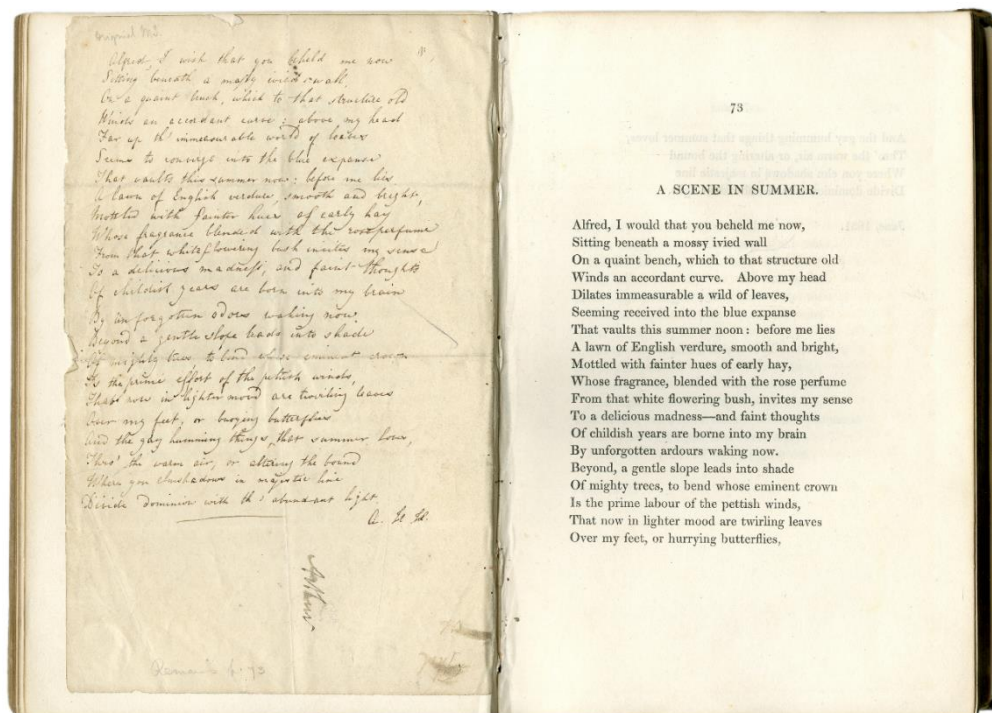 Original MS.
Alfred, I wish that you beheld me now
Sitting beneath a mossy ivied wall,
On a quaint bench, which to that structure old
Winds an accordant curve: above my head
Far up th' immeasurable world of leaves
Seems to converge into the blue expanse
That vaults this summer noon: before me lies
A lawn of English verdure, smooth and bright,
Mottled with fainter hues of early hay
Whose fragrance blended with the rose perfume
From that white flowering bush invites my sense
To a delicious madness, and faint thoughts
Of childish years are born into my brain
By unforgotten odours waking now.
Beyond a gentle slope leads into shade
Of mighty trees to bend whose eminent crown
Is the prime effort of the pettish winds
That now in lighter mood are twirling leaves
Over my feet, or buoying butterflies
And the gay humming things, that summer loves,
Thro' the warm air, or altering the bound
Where yon elmshadows in majestic line
Divide dominion with th' abundant light.
A. H. H.
Remains p. 73
73
A SCENE IN SUMMER.
Alfred, I would that you beheld me now,
Sitting beneath a mossy ivied wall
On a quaint bench, which to that structure old
Winds an accordant curve. Above my head
Dilates immeasurable a wild of leaves,
Seeming received into the blue expanse
That vaults this summer noon: before me lies
A lawn of English verdure, smooth and bright,
Mottled with fainter hues of early hay,
Whose fragrance, blended with the rose perfume
From that white flowering bush, invites my sense
To a delicious madness—and faint thoughts
Of childish years are borne into my brain
By unforgotten ardours waking now.
Beyond, a gentle slope leads into shade
Of mighty trees, to bend whose eminent crown
Is the prime labour of the pettish winds,
That now in lighter mood are twirling leaves
Over my feet, or hurrying butterflies,